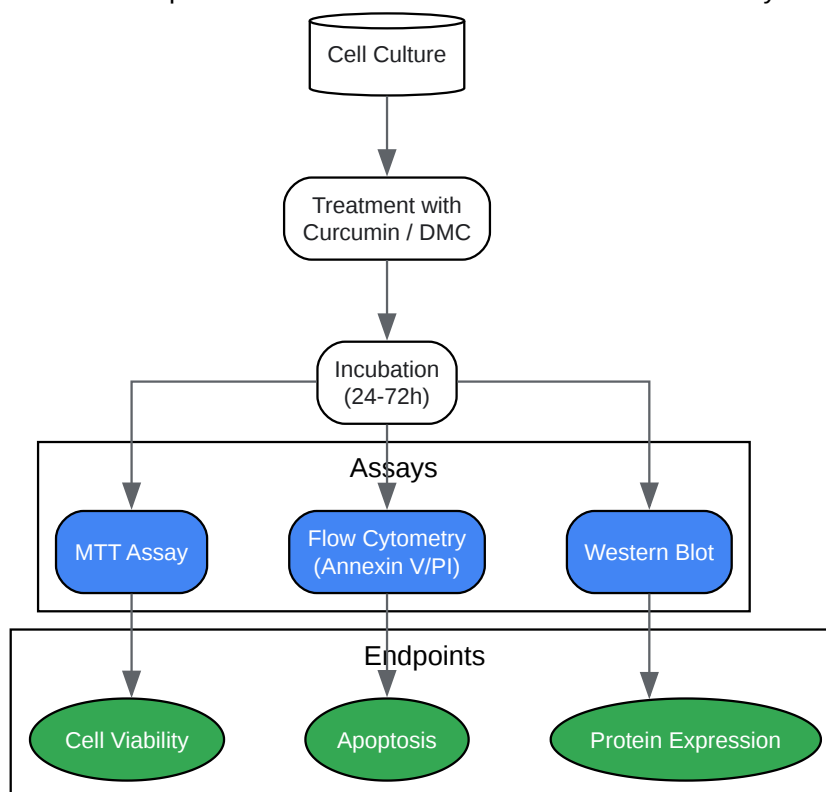 Cell Culture
Treatment with
Curcumin / DMC
Incubation
(24-72h)
Assays
MTT Assay
Flow Cytometry
(Annexin V/PI)
Western Blot
Endpoints
Cell Viability
Apoptosis
Protein Expression